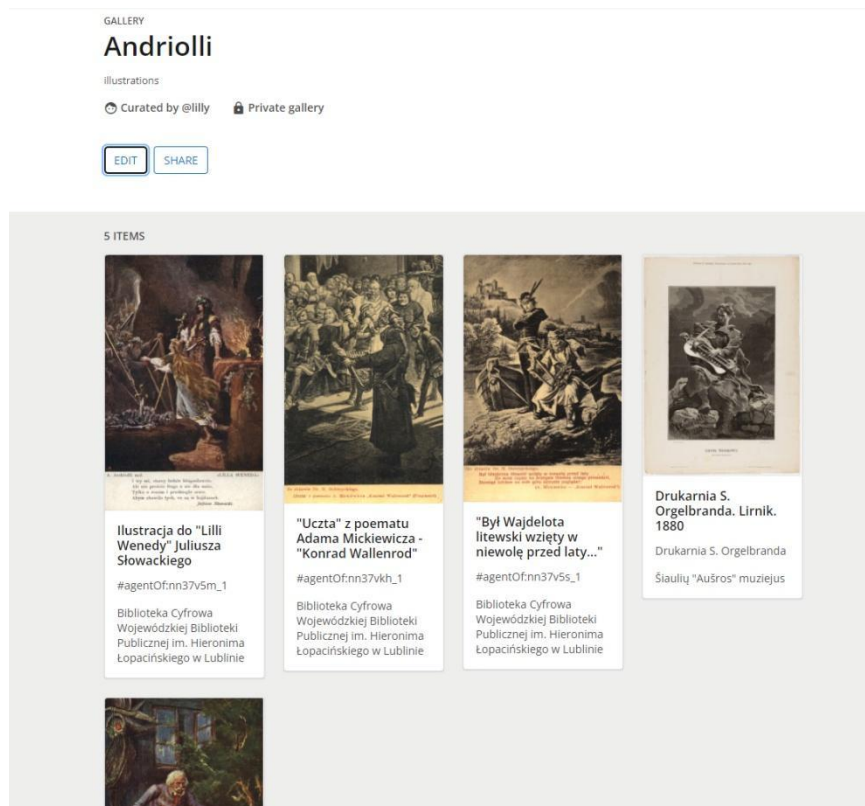 GALLERY
Andriolli
illustrations
Curated by @lilly Private gallery
EDIT SHARE
5 ITEMS
"LILLA WENEDA."
Ilustracja do "Lilli
Wenedy" Juliusza
Słowackiego
#agentOf:nn37v5m_1
Biblioteka Cyfrowa
Wojewódzkiej Biblioteki
Publicznej im. Hieronima
Łopacińskiego w Lublinie
"Uczta" z poematu
Adama Mickiewicza -
"Konrad Wallenrod"
#agentOf:nn37vkh_1
Biblioteka Cyfrowa
Wojewódzkiej Biblioteki
Publicznej im. Hieronima
Łopacińskiego w Lublinie
"Był Wajdelota
litewski wzięty w
niewolę przed laty..."
#agentOf:nn37v5s_1
Biblioteka Cyfrowa
Wojewódzkiej Biblioteki
Publicznej im. Hieronima
Łopacińskiego w Lublinie
Drukarnia S.
Orgelbranda. Lirnik.
1880
Drukarnia S. Orgelbranda
Šiaulių "Aušros" muziejus